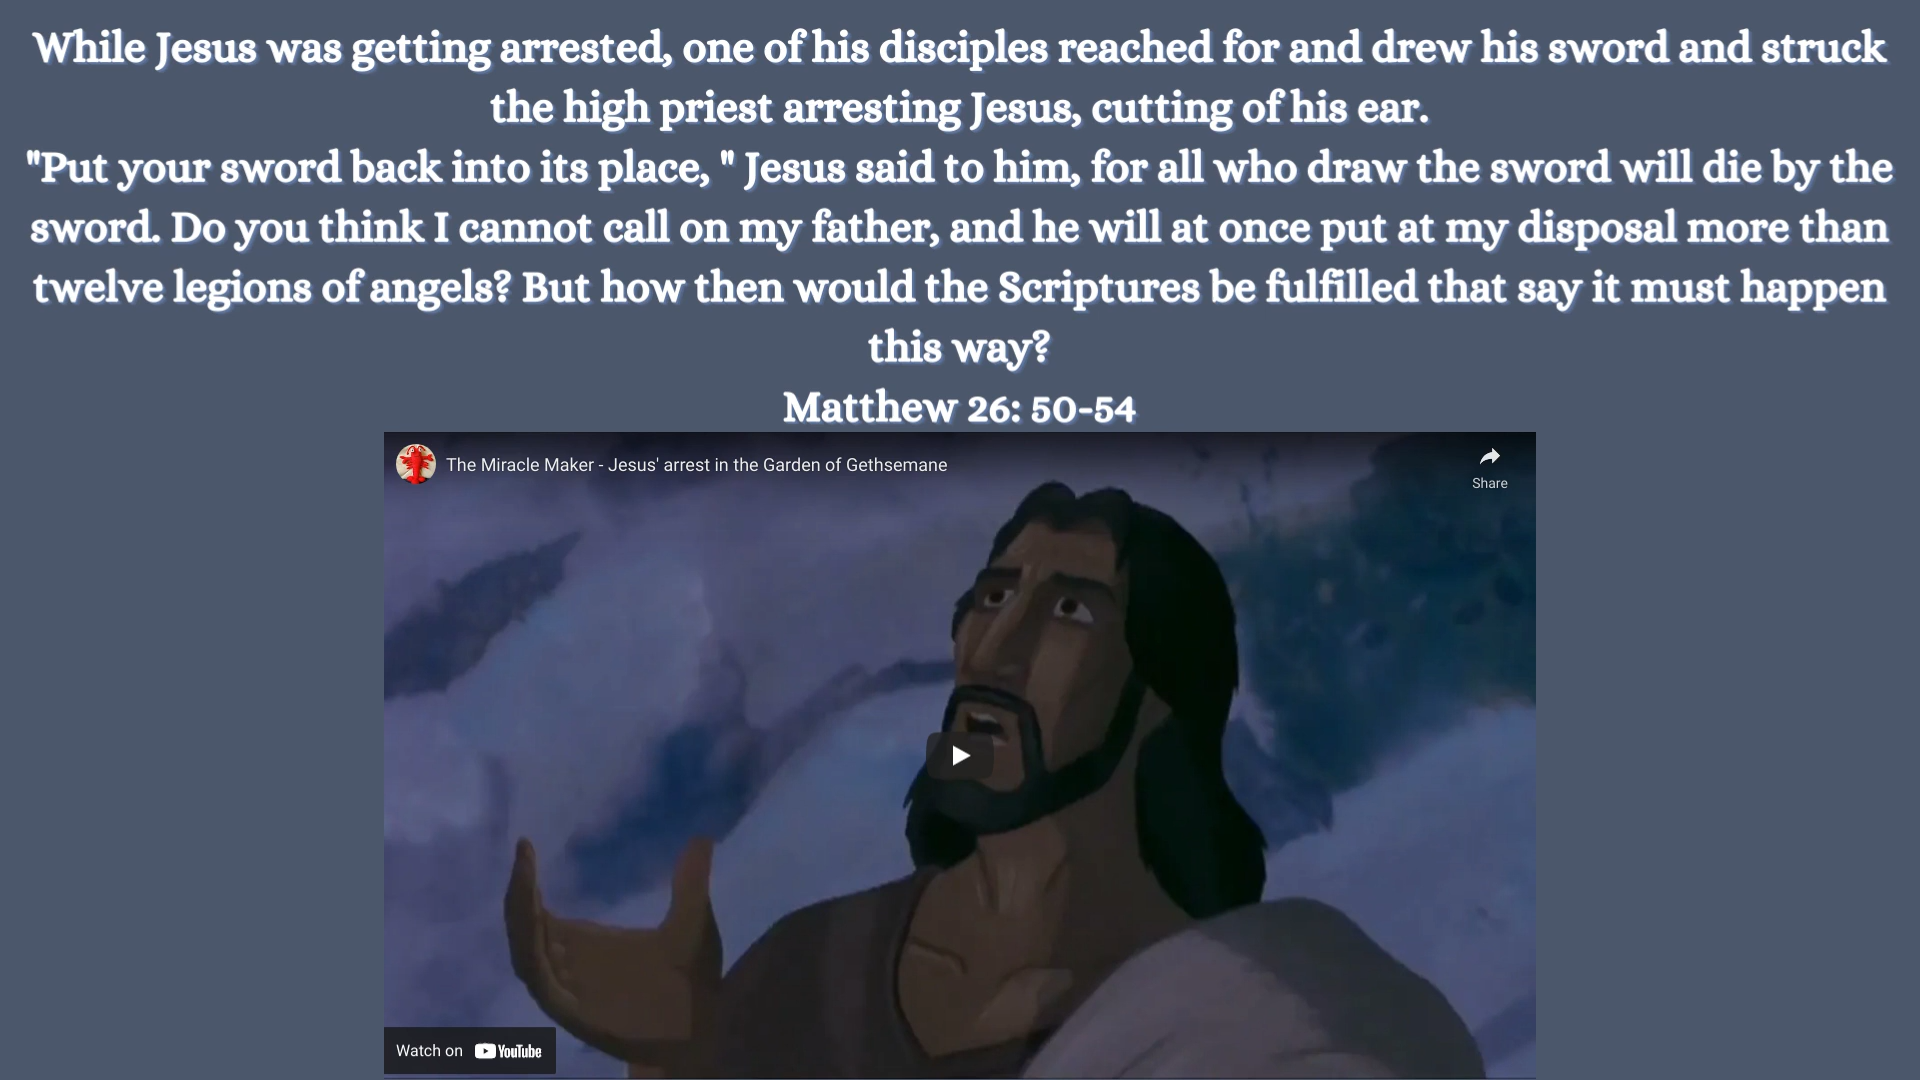 While Jesus was getting arrested, one of his disciples reached for and drew his sword and struck
the high priest arresting Jesus, cutting of his ear.
"Put your sword back into its place, " Jesus said to him, for all who draw the sword will die by the
sword. Do you think I cannot call on my father, and he will at once put at my disposal more than
twelve legions of angels? But how then would the Scriptures be fulfilled that say it must happen
this way?
Matthew 26: 50-54
The Miracle Maker - Jesus' arrest in the Garden of Gethsemane
Share
Watch on YouTube